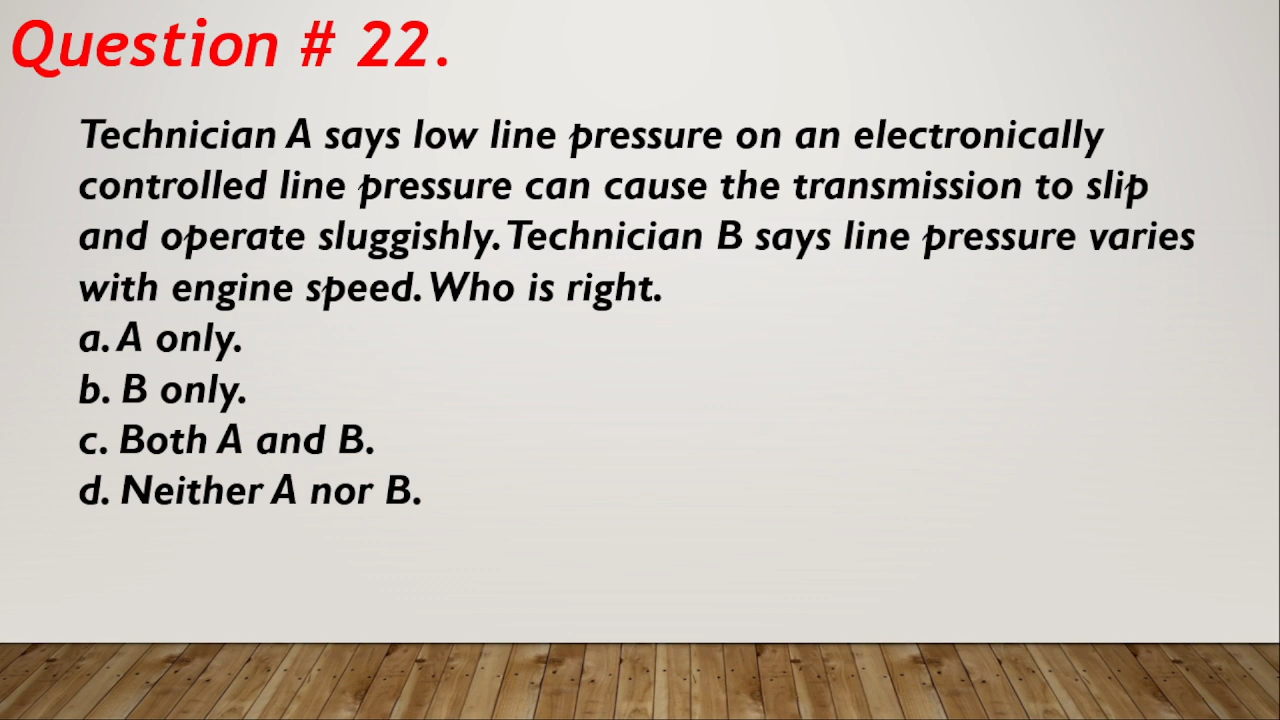 Question # 22.
Technician A says low line pressure on an electronically
controlled line pressure can cause the transmission to slip
and operate sluggishly. Technician B says line pressure varies
with engine speed. Who is right.
a. A only.
b. B only.
c. Both A and B.
d. Neither A nor B.